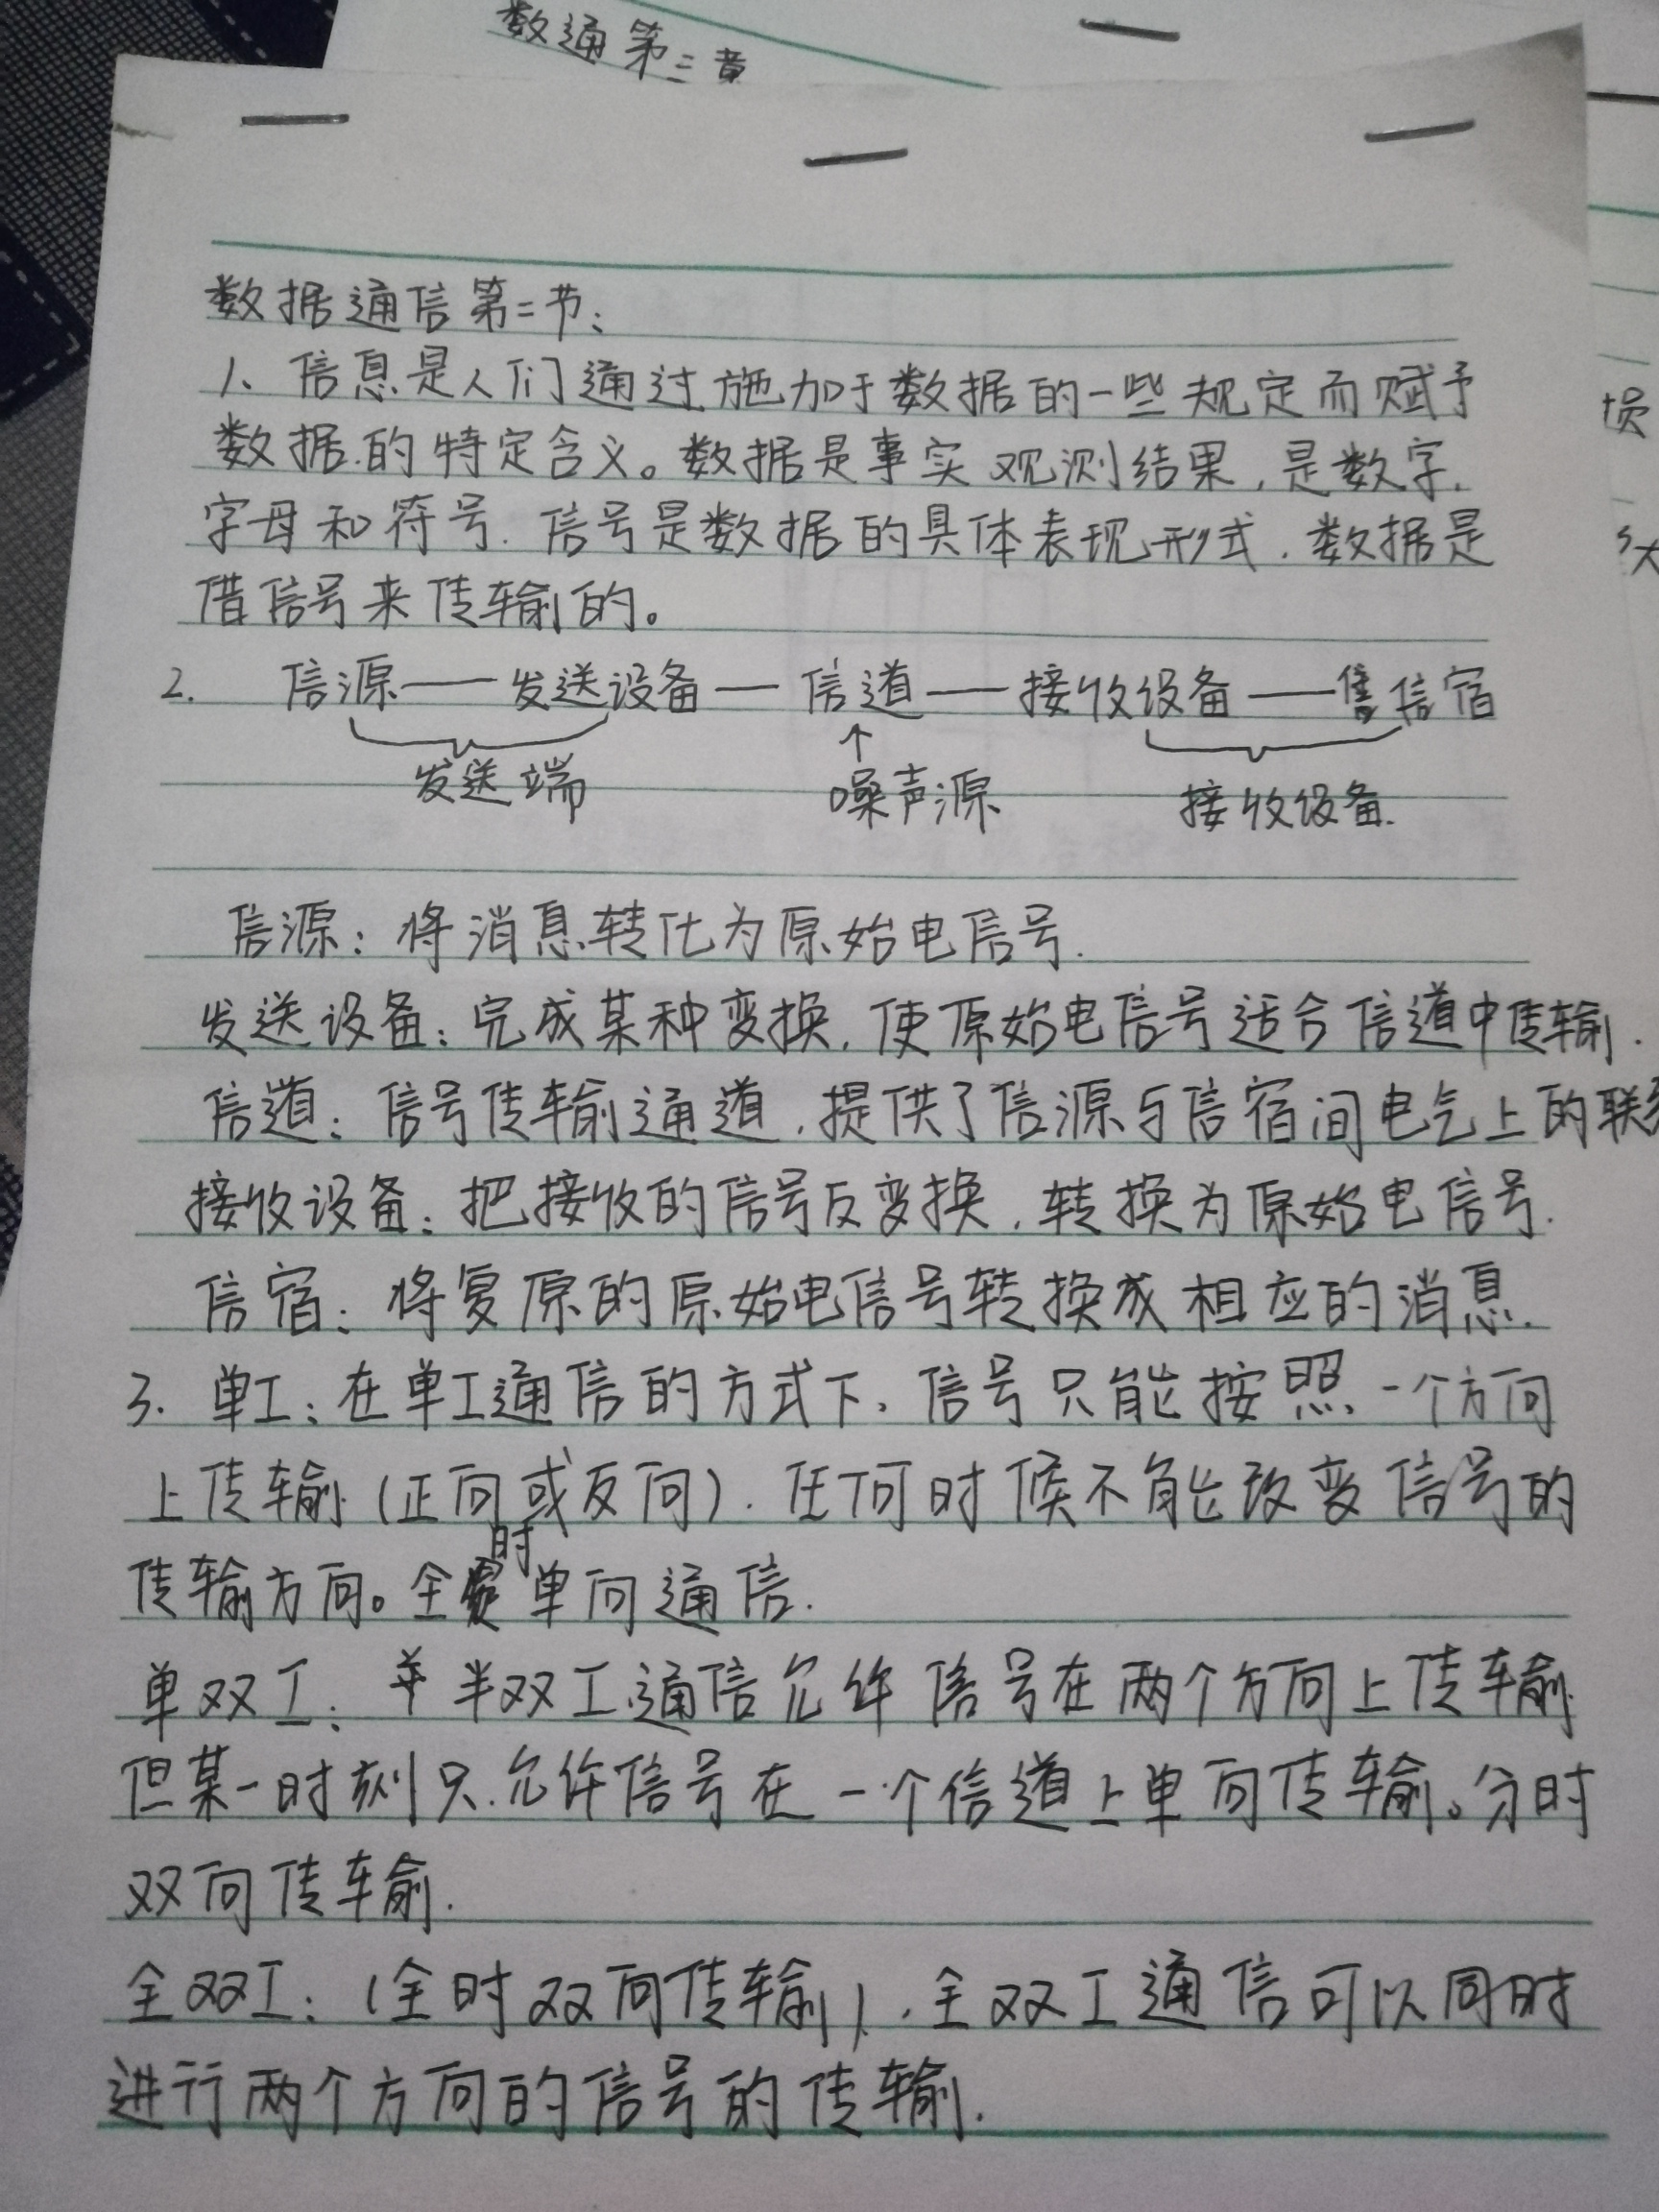 数通第三章
数据通信第二节:
1、信息是人们通过施加于数据的一些规定而赋予
数据的特定含义。数据是事实观测结果,是数字.
字母和符号.信号是数据的具体表现形式.数据是
借信号来传输的。
2. 信源——发送设备—信道——接收设备——信宿
↑
发送端 噪声源 接收设备.
信源:将消息转化为原始电信号.
发送设备:完成某种变换,使原始电信号适合信道中传输.
信道:信号传输通道,提供了信源与信宿间电气上的联
接收设备:把接收的信号反变换,转换为原始电信号.
信宿:将复原的原始电信号转换成相应的消息.
3. 单工:在单工通信的方式下,信号只能按照一个方向
上传输(正向或反向).任何时候不能改变信号的
传输方向。全时单向通信.
单双工:半双工通信允许信号在两个方向上传输
但某一时刻只允许信号在一个信道上单向传输。分时
双向传输.
全双工:(全时双向传输),全双工通信可以同时
进行两个方向的信号的传输.
损